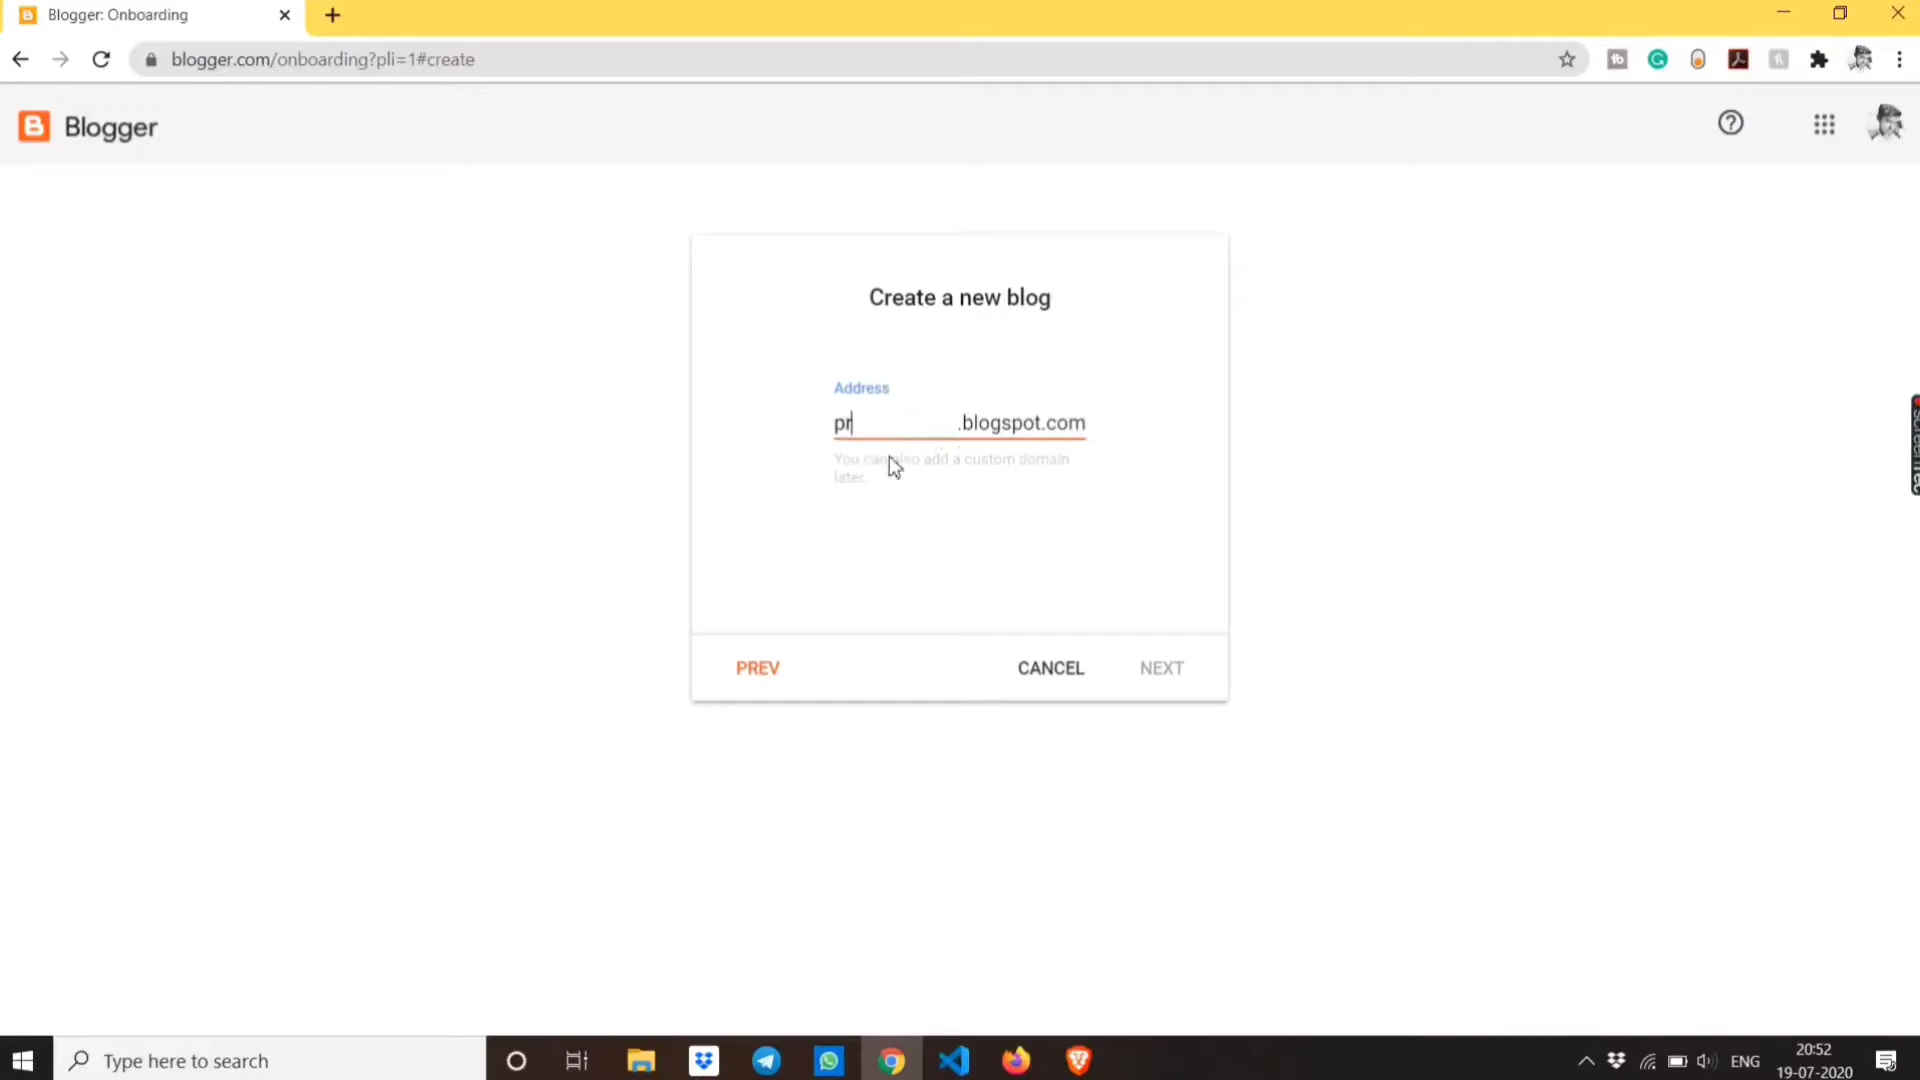 Blogger: Onboarding
blogger.com/onboarding?pli=1#create
Blogger
Create a new blog
Address
pr .blogspot.com
You can also add a custom domain
later.
PREV CANCEL NEXT
Type here to search
ENG
20:52
19-07-2020